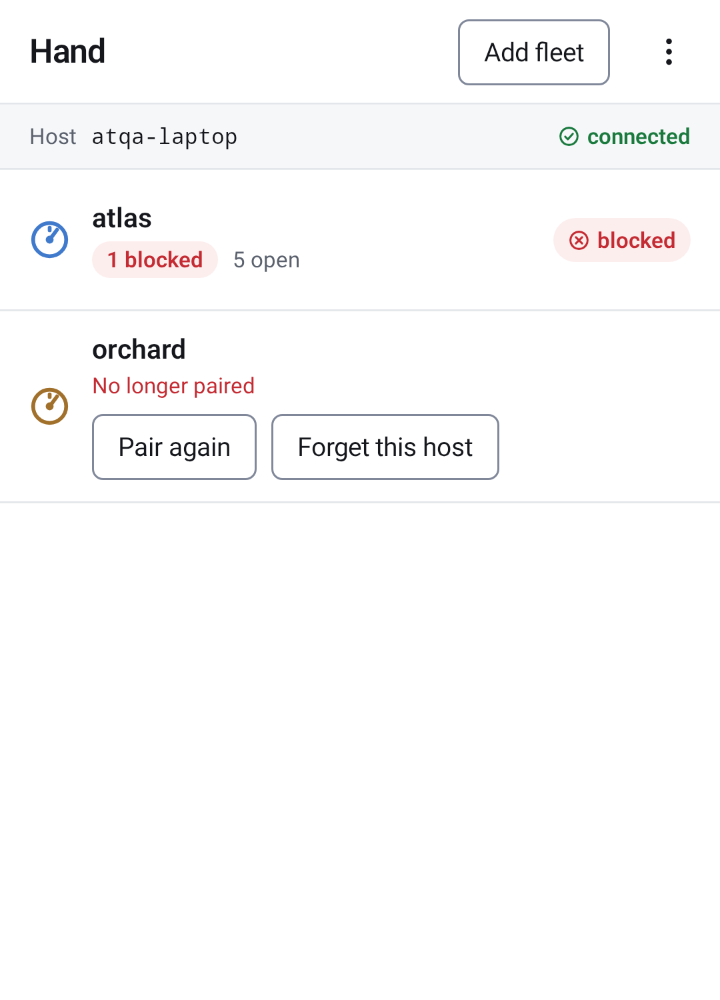 Hand
Add fleet
Host atqa-laptop
connected
atlas
1 blocked 5 open
blocked
orchard
No longer paired
Pair again
Forget this host